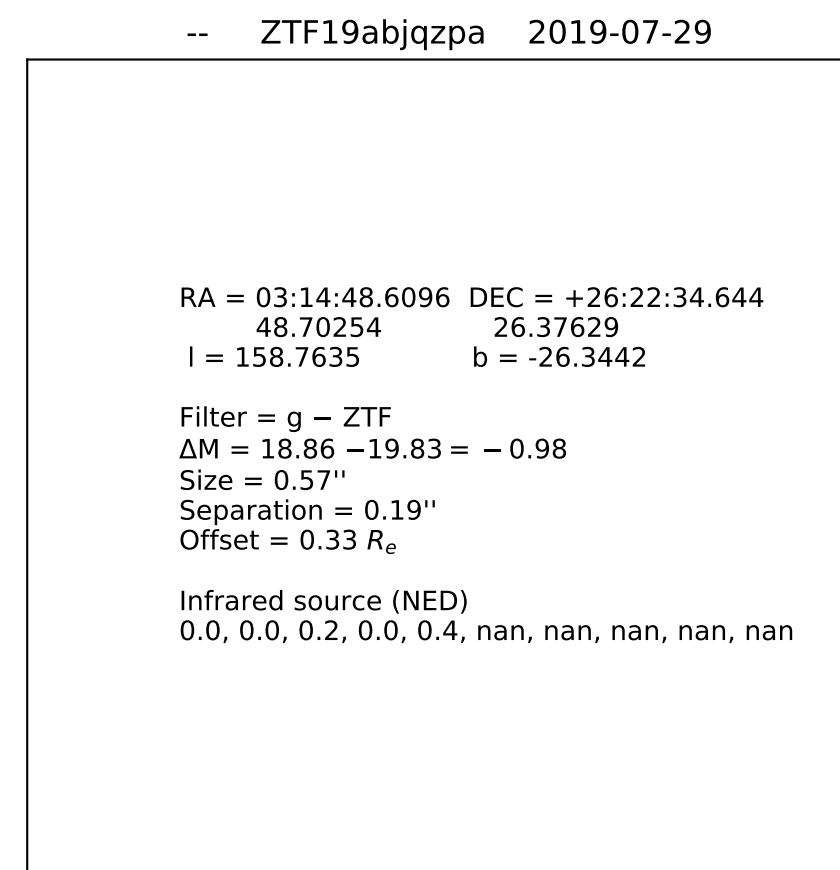 -- ZTF19abjqzpa 2019-07-29
RA = 03:14:48.6096 DEC = +26:22:34.644
48.70254 26.37629
l = 158.7635 b = -26.3442
Filter = g − ZTF
ΔM = 18.86 −19.83 = − 0.98
Size = 0.57''
Separation = 0.19''
Offset = 0.33 Re
Infrared source (NED)
0.0, 0.0, 0.2, 0.0, 0.4, nan, nan, nan, nan, nan